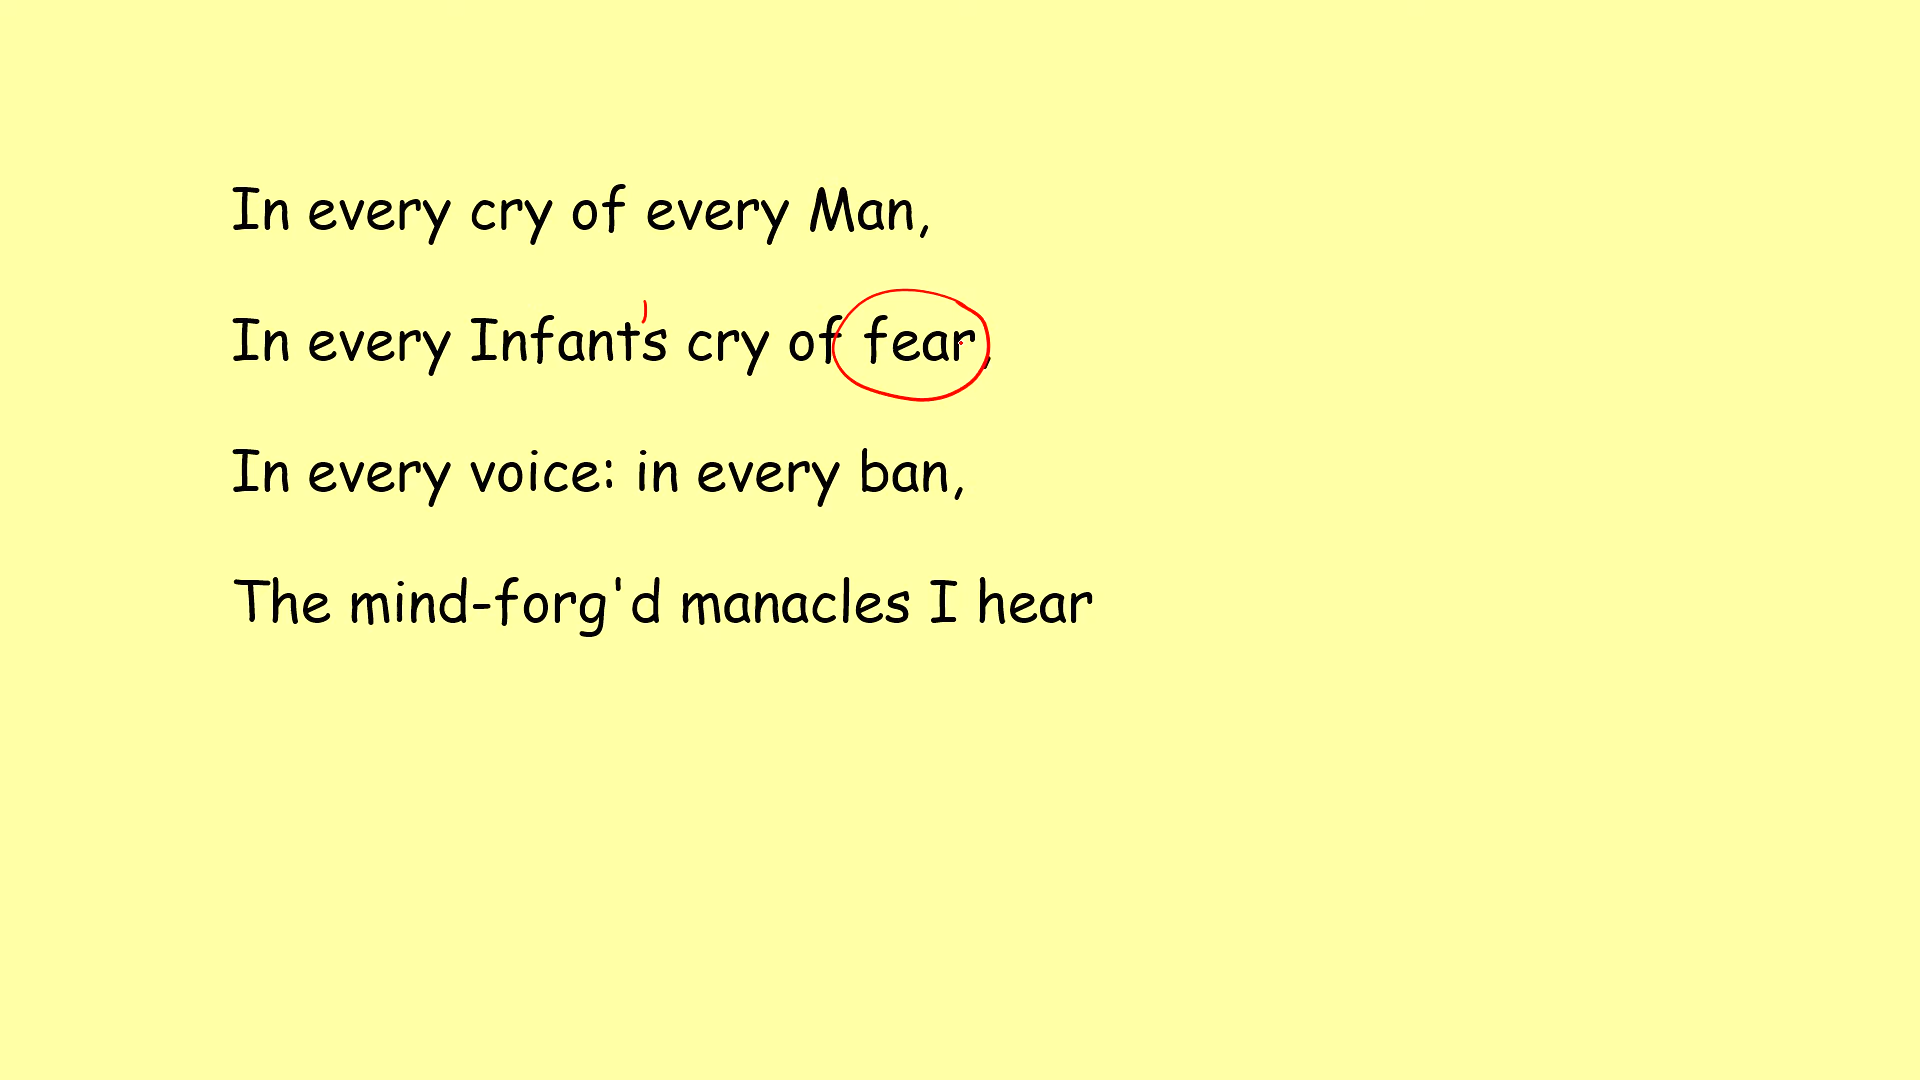 In every cry of every Man,
In every Infant's cry of fear,
In every voice: in every ban,
The mind-forg'd manacles I hear